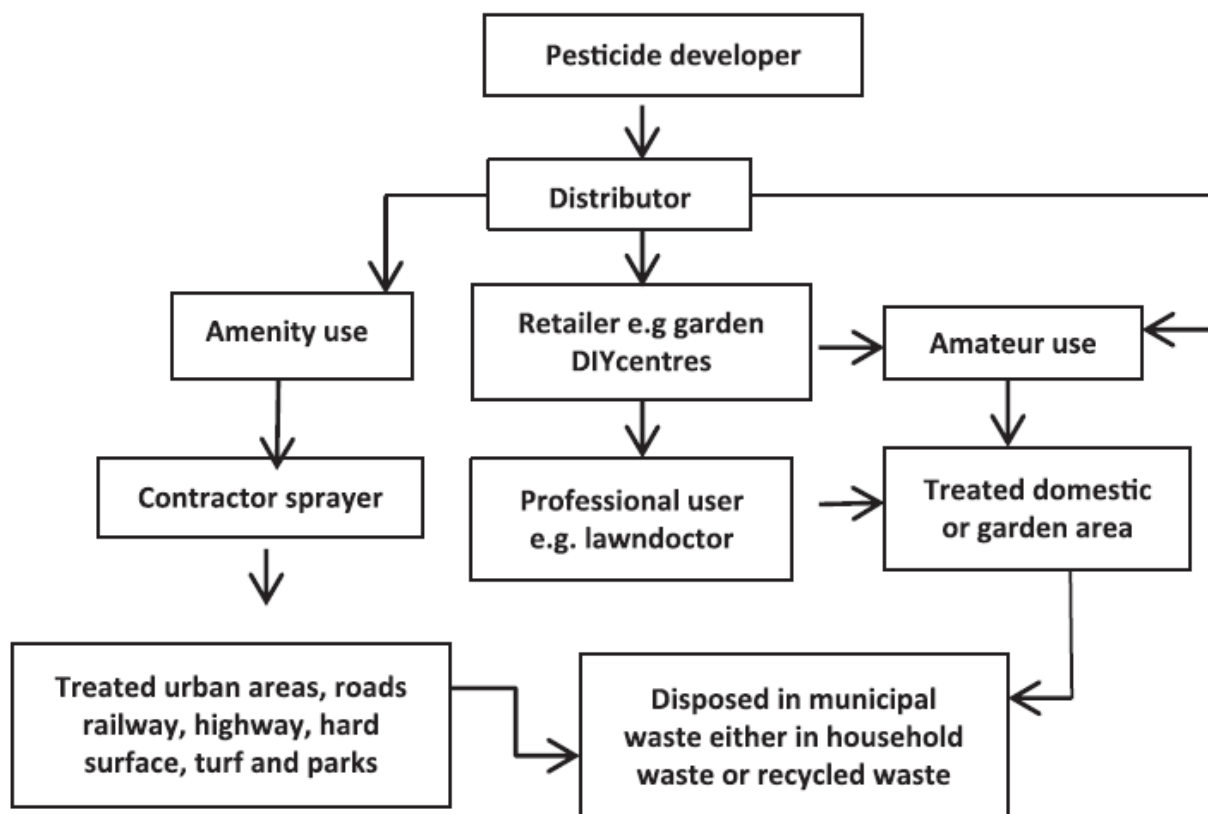 Pesticide developer
Distributor
Amenity use
Retailer e.g garden
DIYcentres
Amateur use
Contractor sprayer
Professional user
e.g. lawndoctor
Treated domestic
or garden area
Treated urban areas, roads
railway, highway, hard
surface, turf and parks
Disposed in municipal
waste either in household
waste or recycled waste